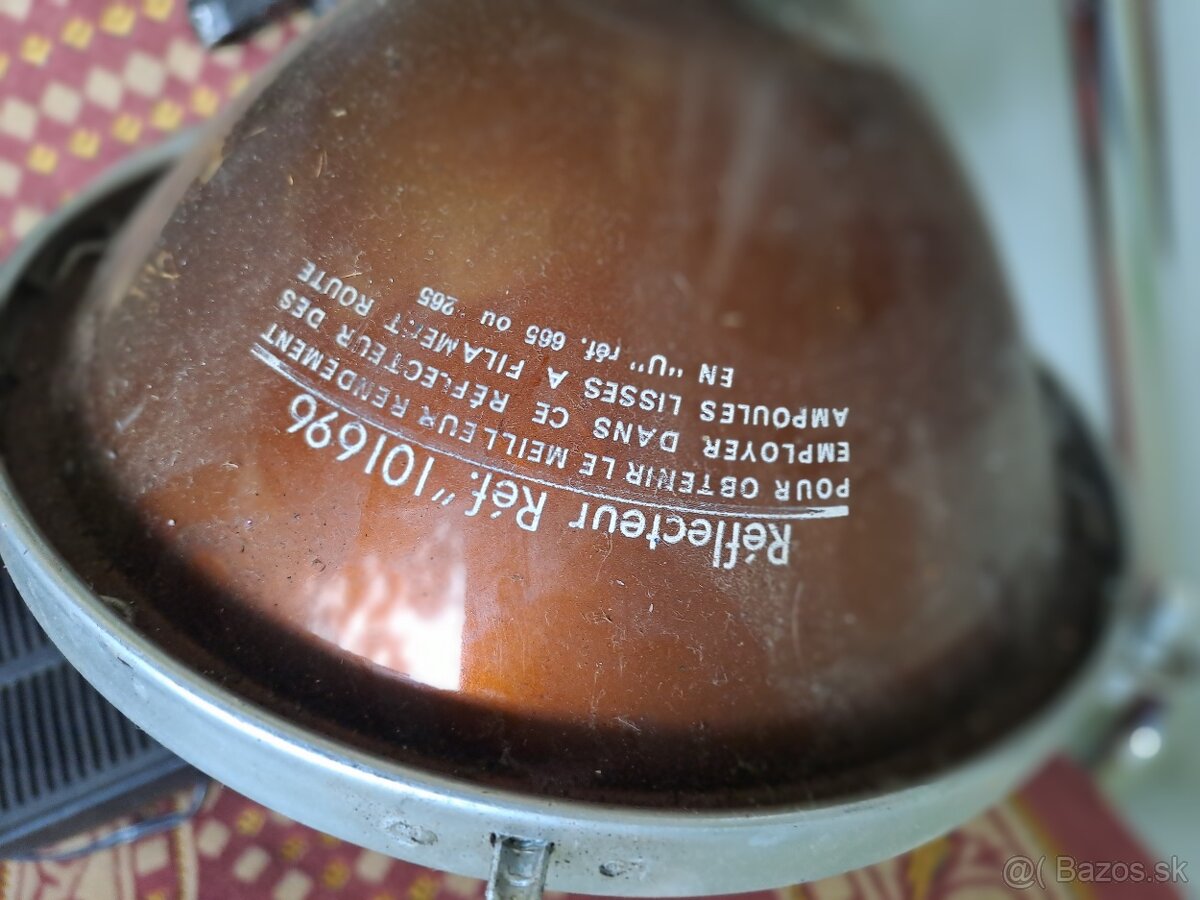 Réflecteur Réf. "101696
POUR OBTENIR LE MEILLEUR RENDEMENT
EMPLOYER DANS CE RÉFLECTEUR DES
AMPOULES LISSES A FILAMENT ROUTE
EN "U" réf. 665 ou 265
@( Bazos.sk